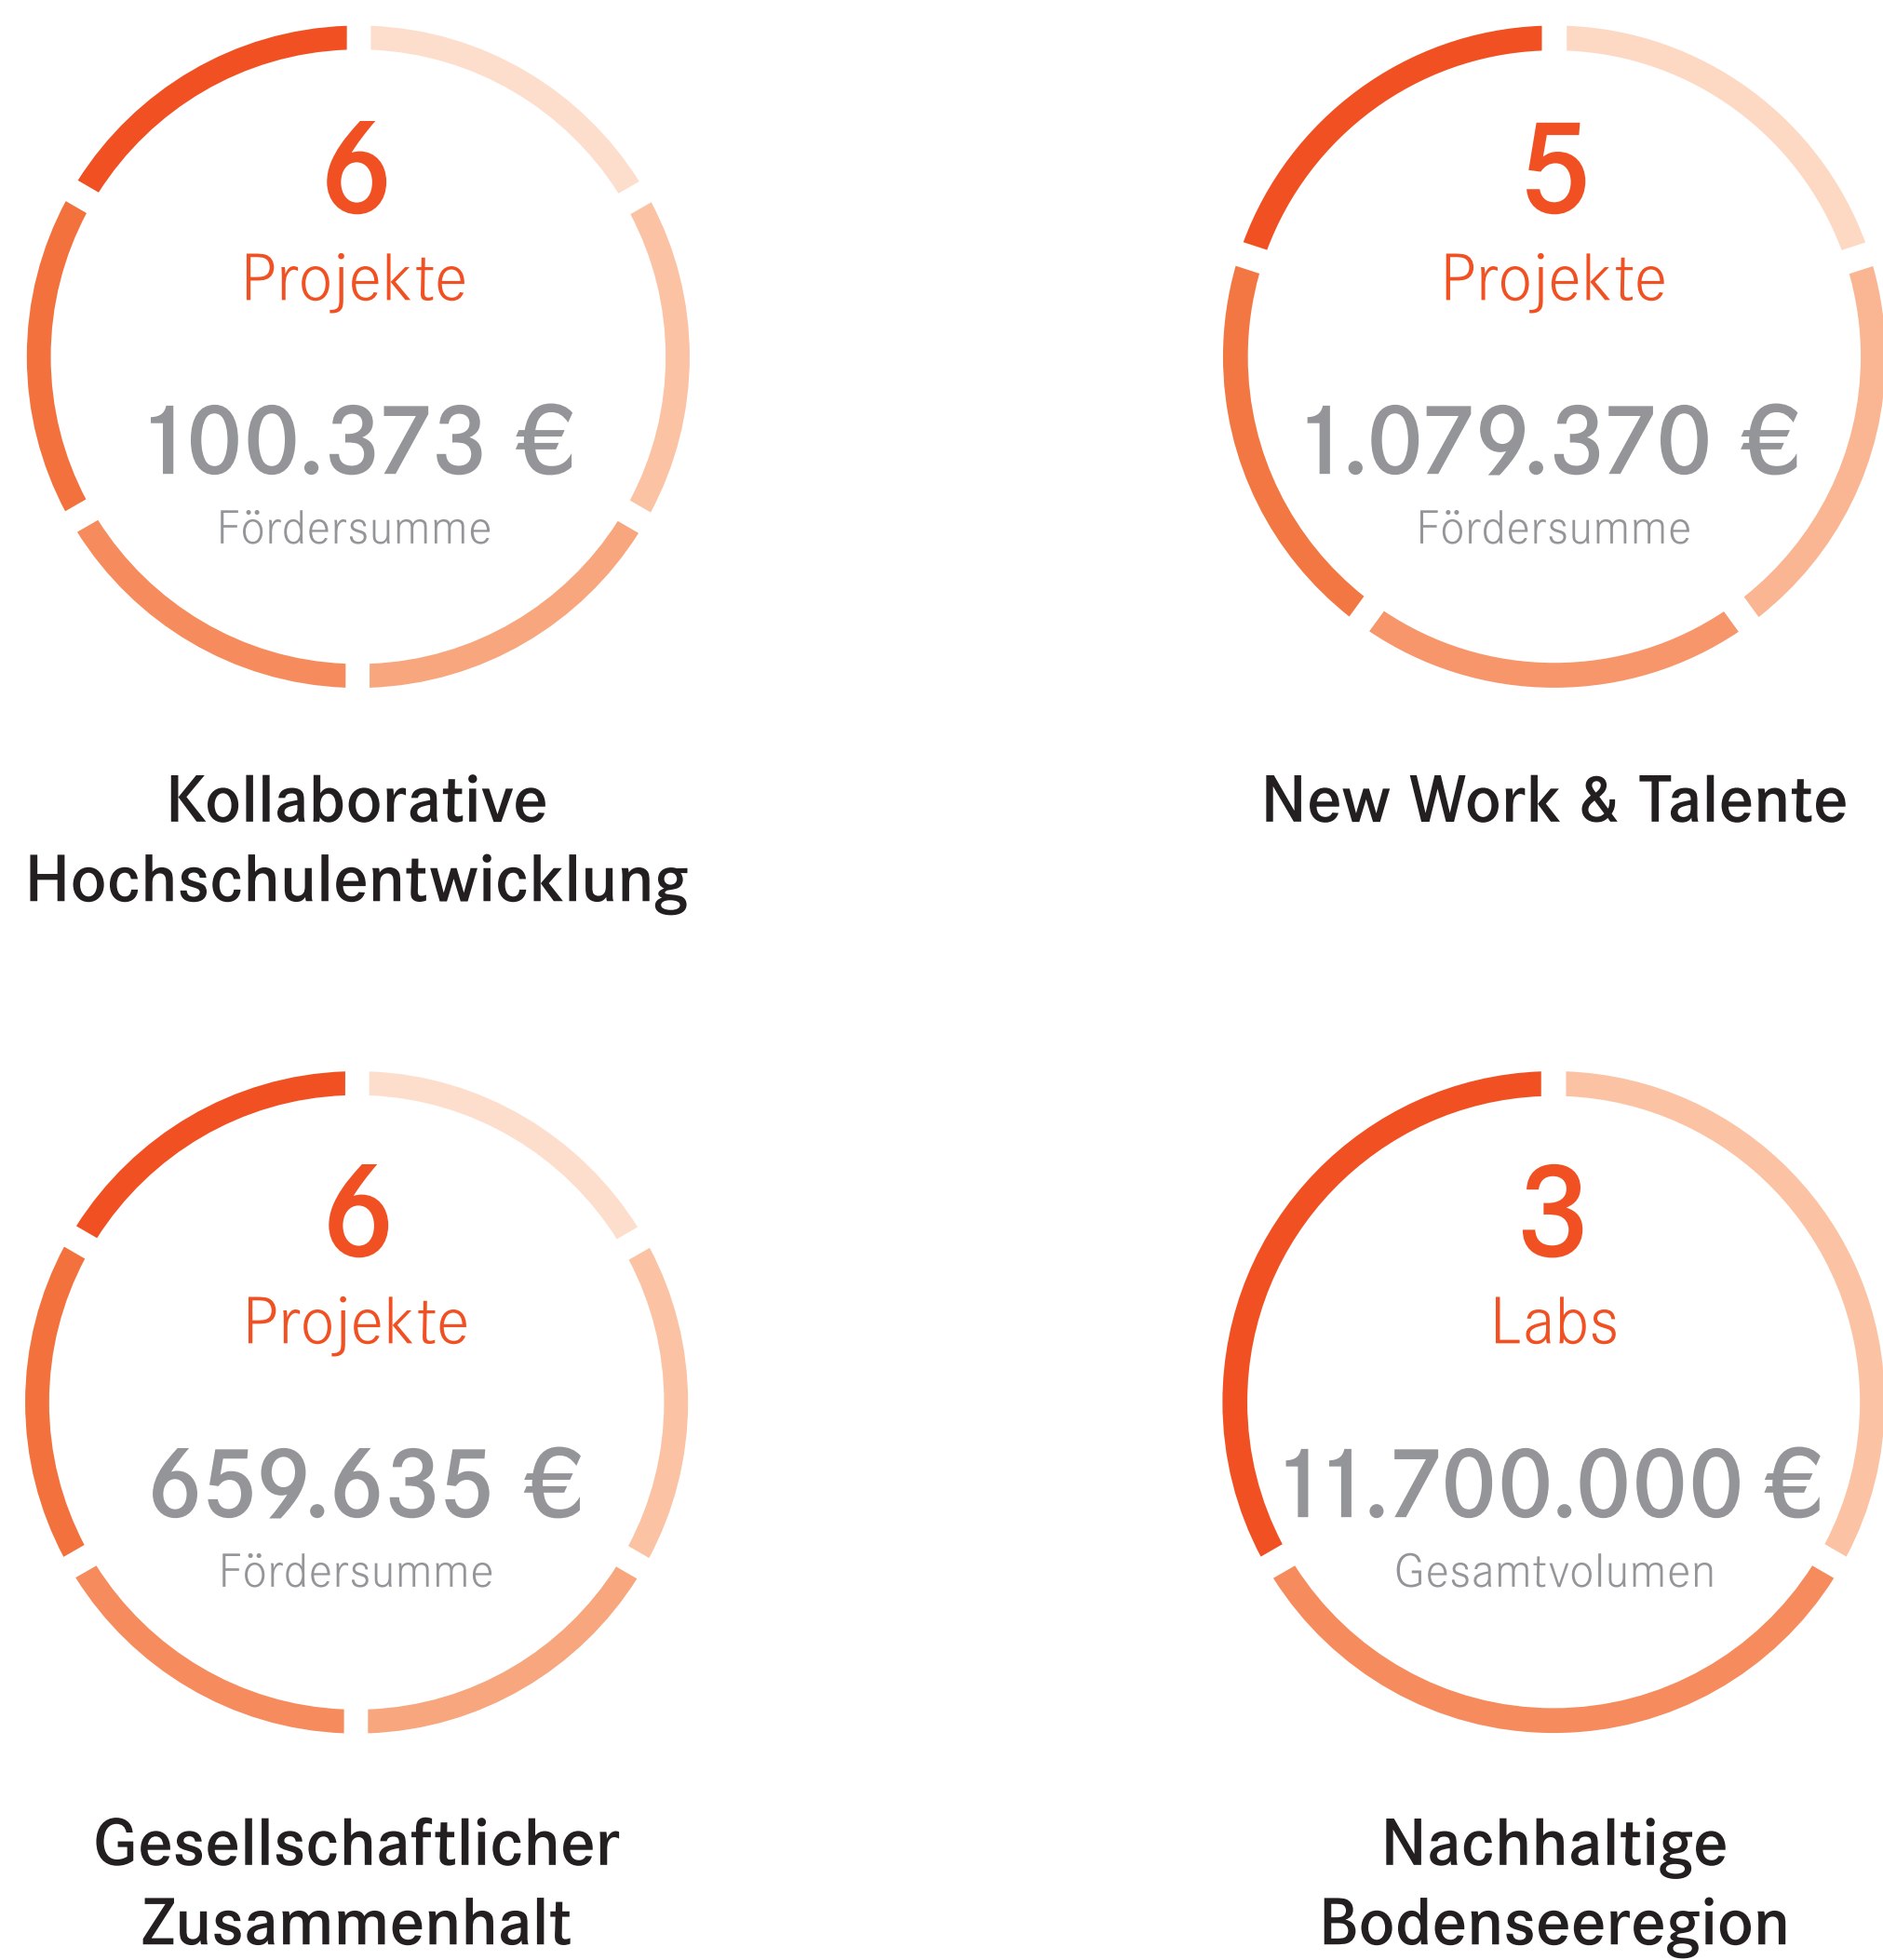 6
Projekte
100.373 €
Fördersumme
Kollaborative
Hochschulentwicklung
5
Projekte
1.079.370 €
Fördersumme
New Work & Talente
6
Projekte
659.635 €
Fördersumme
Gesellschaftlicher
Zusammenhalt
3
Labs
11.700.000 €
Gesamtvolumen
Nachhaltige
Bodenseeregion